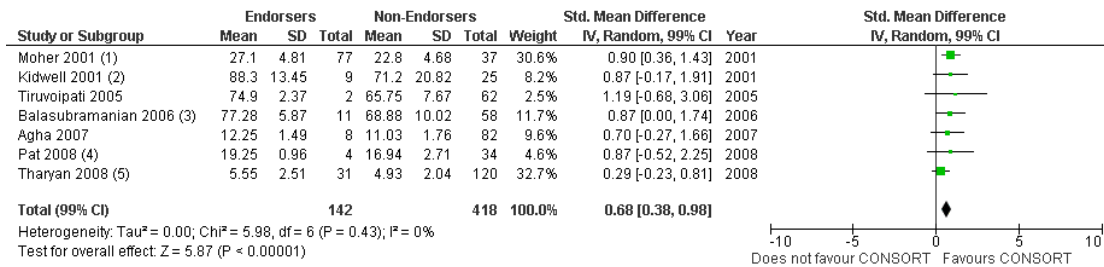 Endorsers Non-Endorsers Std. Mean Difference Std. Mean Difference
Study or Subgroup Mean SD Total Mean SD Total Weight IV, Random, 99% CI Year IV, Random, 99% CI
Moher 2001 (1) 27.1 4.81 77 22.8 4.68 37 30.6% 0.90 [0.36, 1.43] 2001
Kidwell 2001 (2) 88.3 13.45 9 71.2 20.82 25 8.2% 0.87 [-0.17, 1.91] 2001
Tiruvoipati 2005 74.9 2.37 2 65.75 7.67 62 2.5% 1.19 [-0.68, 3.06] 2005
Balasubramanian 2006 (3) 77.28 5.87 11 68.88 10.02 58 11.7% 0.87 [0.00, 1.74] 2006
Agha 2007 12.25 1.49 8 11.03 1.76 82 9.6% 0.70 [-0.27, 1.66] 2007
Pat 2008 (4) 19.25 0.96 4 16.94 2.71 34 4.6% 0.87 [-0.52, 2.25] 2008
Tharyan 2008 (5) 5.55 2.51 31 4.93 2.04 120 32.7% 0.29 [-0.23, 0.81] 2008
Total (99% CI) 142 418 100.0% 0.68 [0.38, 0.98]
Heterogeneity: Tau² = 0.00; Chi² = 5.98, df = 6 (P = 0.43); I² = 0%
Test for overall effect: Z = 5.87 (P < 0.00001)
-10 -5 0 5 10
Does not favour CONSORT Favours CONSORT